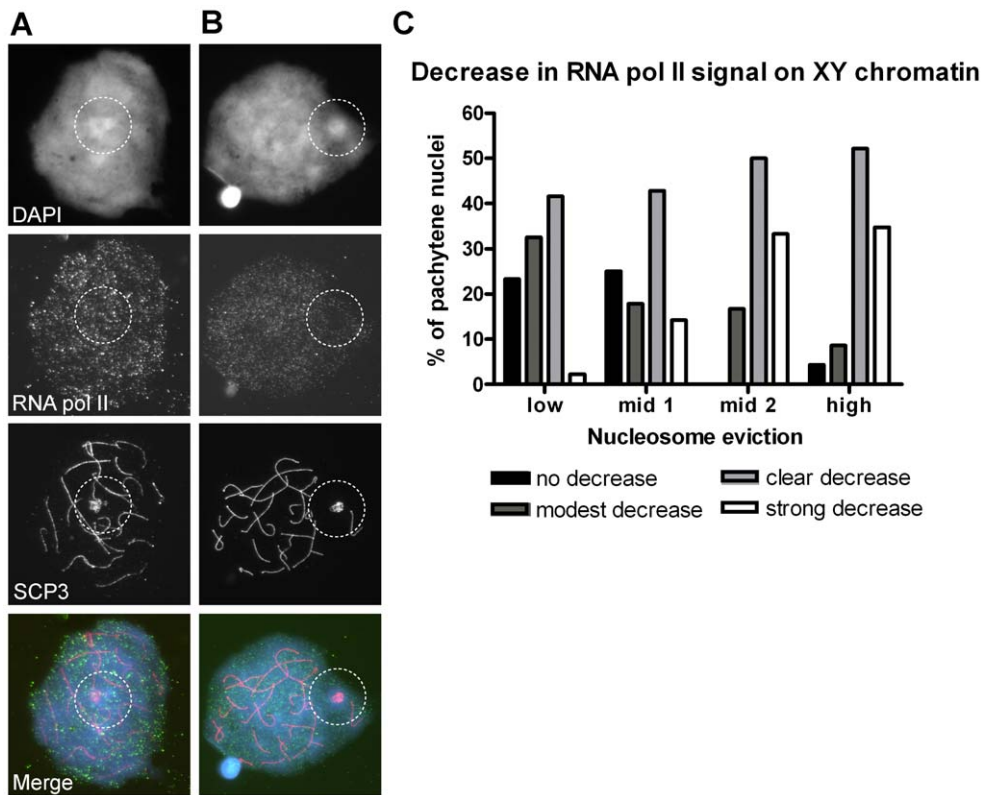 A
B
C
DAPI
RNA pol II
SCP3
Merge
Decrease in RNA pol II signal on XY chromatin
% of pachytene nuclei
60
50
40
30
20
10
0
low mid 1 mid 2 high
Nucleosome eviction
no decrease clear decrease
modest decrease strong decrease